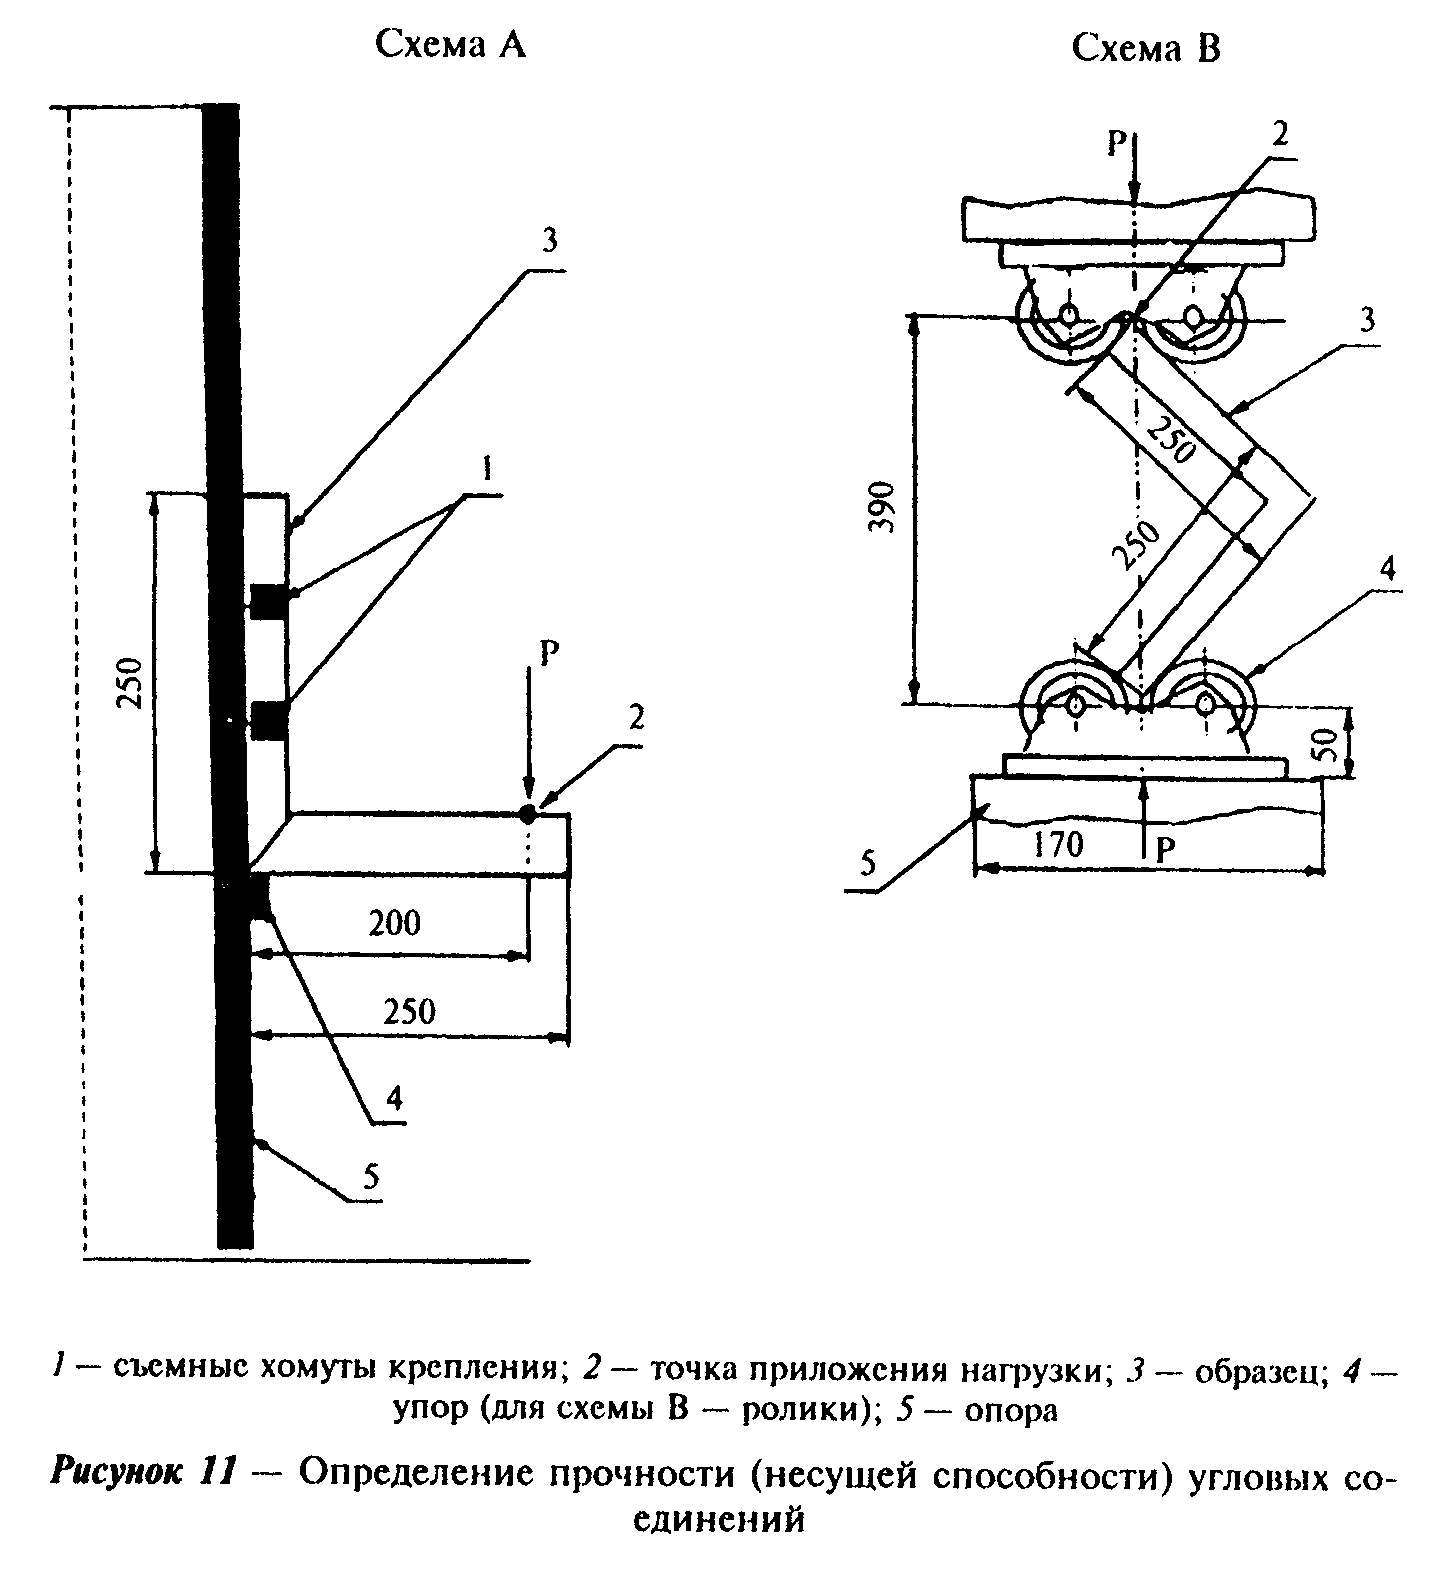 Схема А
Схема В
P
2
3
3
1
250
390
250
250
4
P
2
50
200
170
P
5
250
4
5
1 — съемные хомуты крепления; 2 — точка приложения нагрузки; 3 — образец; 4 —
упор (для схемы В — ролики); 5 — опора
Рисунок 11 — Определение прочности (несущей способности) угловых со-
единений